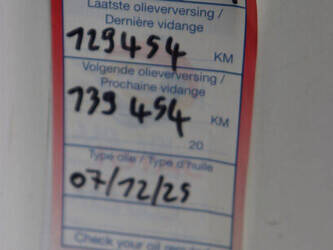 Laatste olieverversing /
Dernière vidange
129454 KM
Volgende olieverversing /
Prochaine vidange
139 454 KM
20
Type olie / Type d'huile
07/12/25
Check your oil